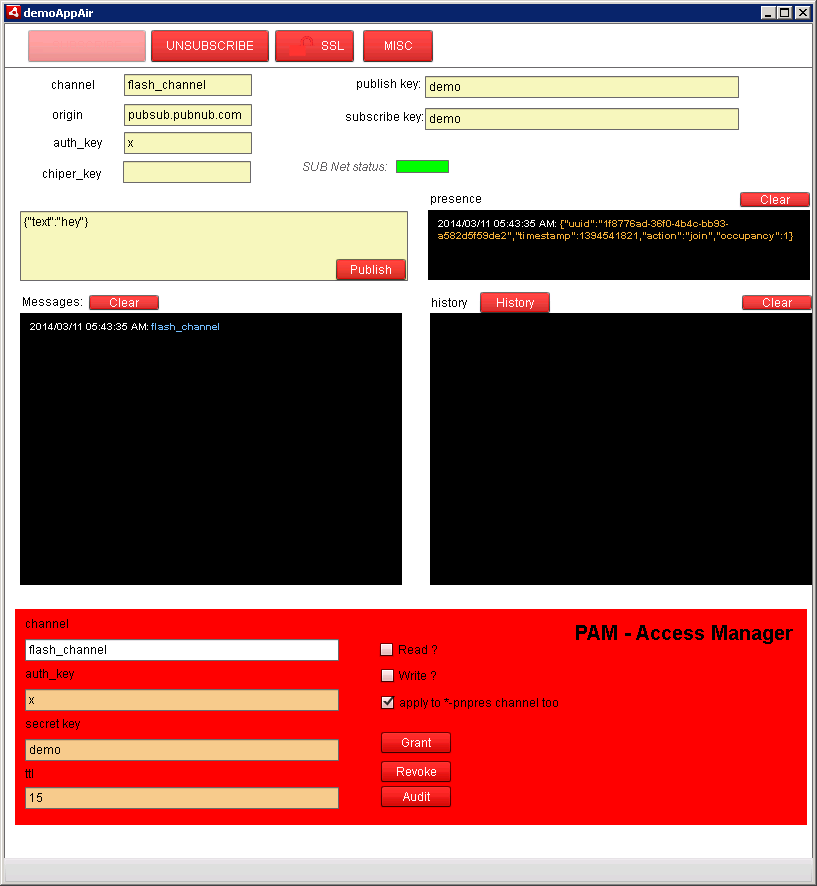 demoAppAir
UNSUBSCRIBE
SSL
MISC
channel
flash_channel
publish key:
demo
origin
pubsub.pubnub.com
subscribe key:
demo
auth_key
x
chiper_key
SUB Net status:
presence
Clear
{"text":"hey"}
Publish
2014/03/11 05:43:35 AM: {"uuid":"1f8776ad-36f0-4b4c-bb93-
a582d5f59de2","timestamp":1394541821,"action":"join","occupancy":1}
Messages:
Clear
history
History
Clear
2014/03/11 05:43:35 AM: flash_channel
PAM - Access Manager
channel
flash_channel
Read ?
auth_key
Write ?
x
apply to *-pnpres channel too
secret key
demo
Grant
ttl
Revoke
15
Audit